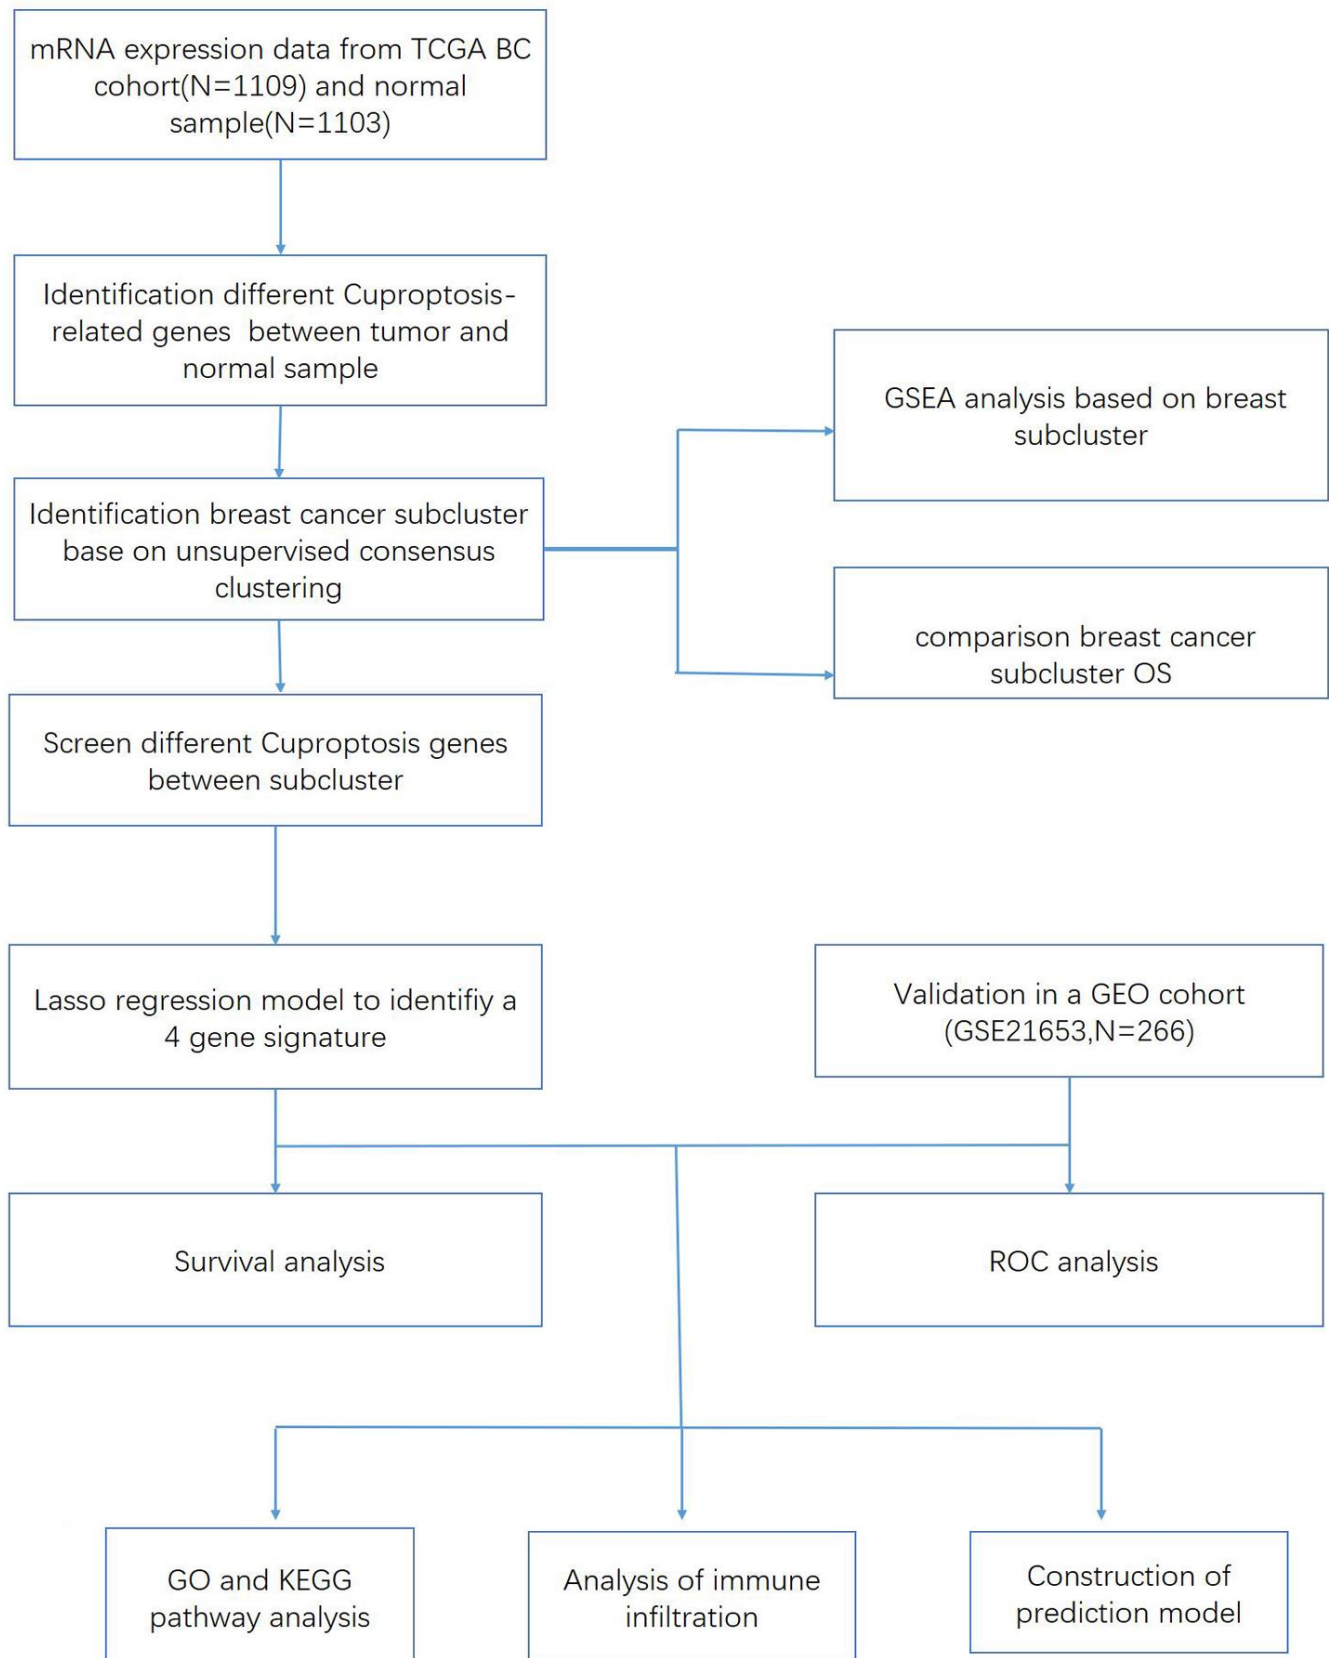 mRNA expression data from TCGA BC
cohort(N=1109) and normal
sample(N=1103)
Identification different Cuproptosis-
related genes between tumor and
normal sample
GSEA analysis based on breast
subcluster
Identification breast cancer subcluster
base on unsupervised consensus
clustering
comparison breast cancer
subcluster OS
Screen different Cuproptosis genes
between subcluster
Lasso regression model to identifiy a
4 gene signature
Validation in a GEO cohort
(GSE21653,N=266)
Survival analysis
ROC analysis
GO and KEGG
pathway analysis
Analysis of immune
infiltration
Construction of
prediction model